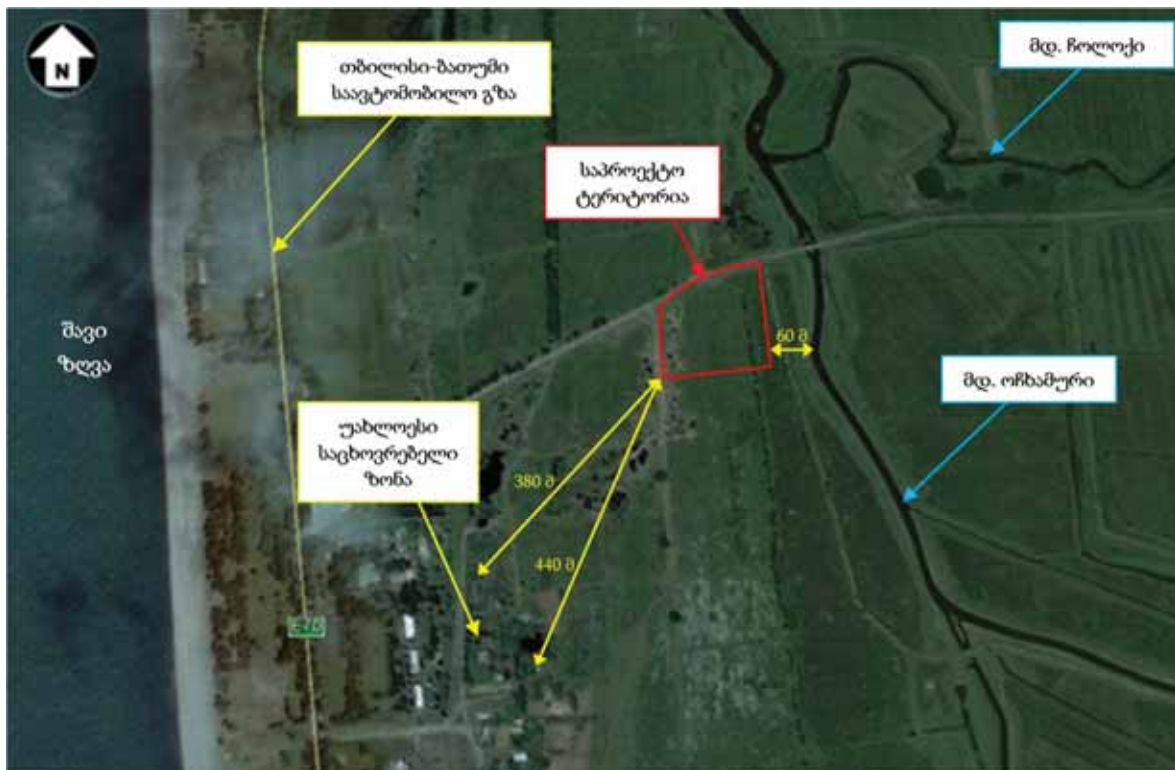 N
თბილისი-ბათუმი
საავტომობილო გზა
მდ. ჩოლოქი
საპროექტო
ტერიტორია
შავი
ზღვა
60 მ
მდ. ოჩხამური
უახლოესი
საცხოვრებელი
ზონა
380 მ
440 მ
E70